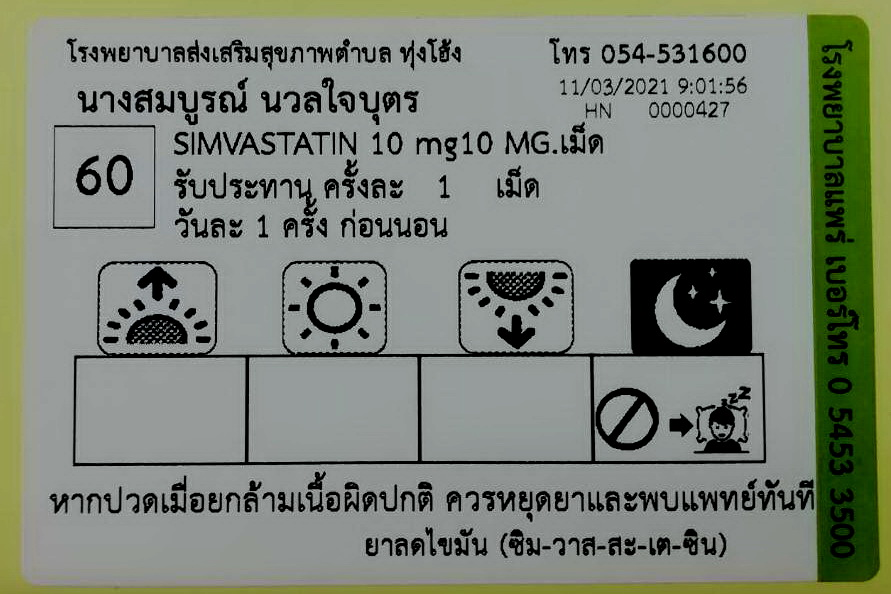 โรงพยาบาลส่งเสริมสุขภาพตำบล ทุ่งโฮ้ง โทร 054-531600
11/03/2021 9:01:56
นางสมบูรณ์ นวลใจบุตร
HN 0000427
60
SIMVASTATIN 10 mg10 MG.เม็ด
รับประทาน ครั้งละ 1 เม็ด
วันละ 1 ครั้ง ก่อนนอน
zzZ
หากปวดเมื่อยกล้ามเนื้อผิดปกติ ควรหยุดยาและพบแพทย์ทันที
ยาลดไขมัน (ซิม-วาส-สะ-เต-ซิน)
โรงพยาบาลแพร่ เบอร์โทร 0 5453 3500